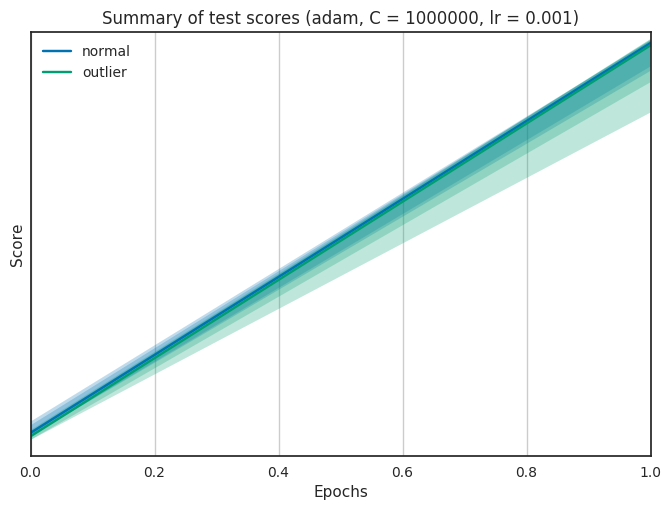 Summary of test scores (adam, C = 1000000, lr = 0.001)
normal
outlier
Score
0.0 0.2 0.4 0.6 0.8 1.0
Epochs